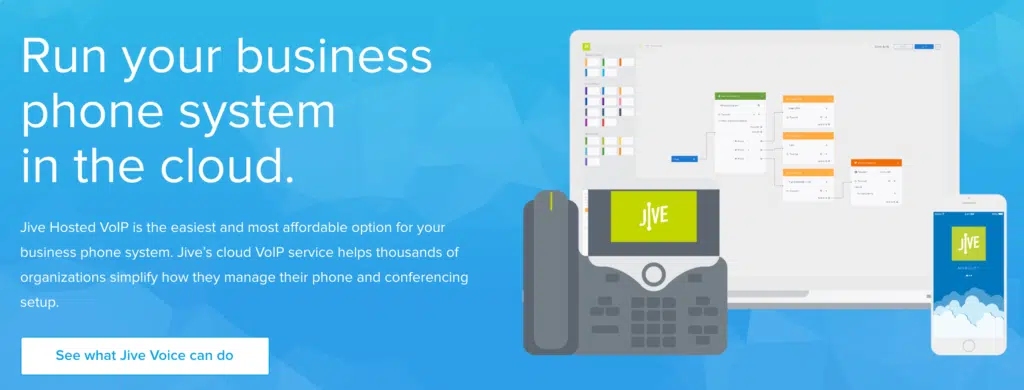 Run your business
phone system
in the cloud.
Jive Hosted VoIP is the easiest and most affordable option for your
business phone system. Jive's cloud VoIP service helps thousands of
organizations simplify how they manage their phone and conferencing
setup.
See what Jive Voice can do
JIVE
JIVE